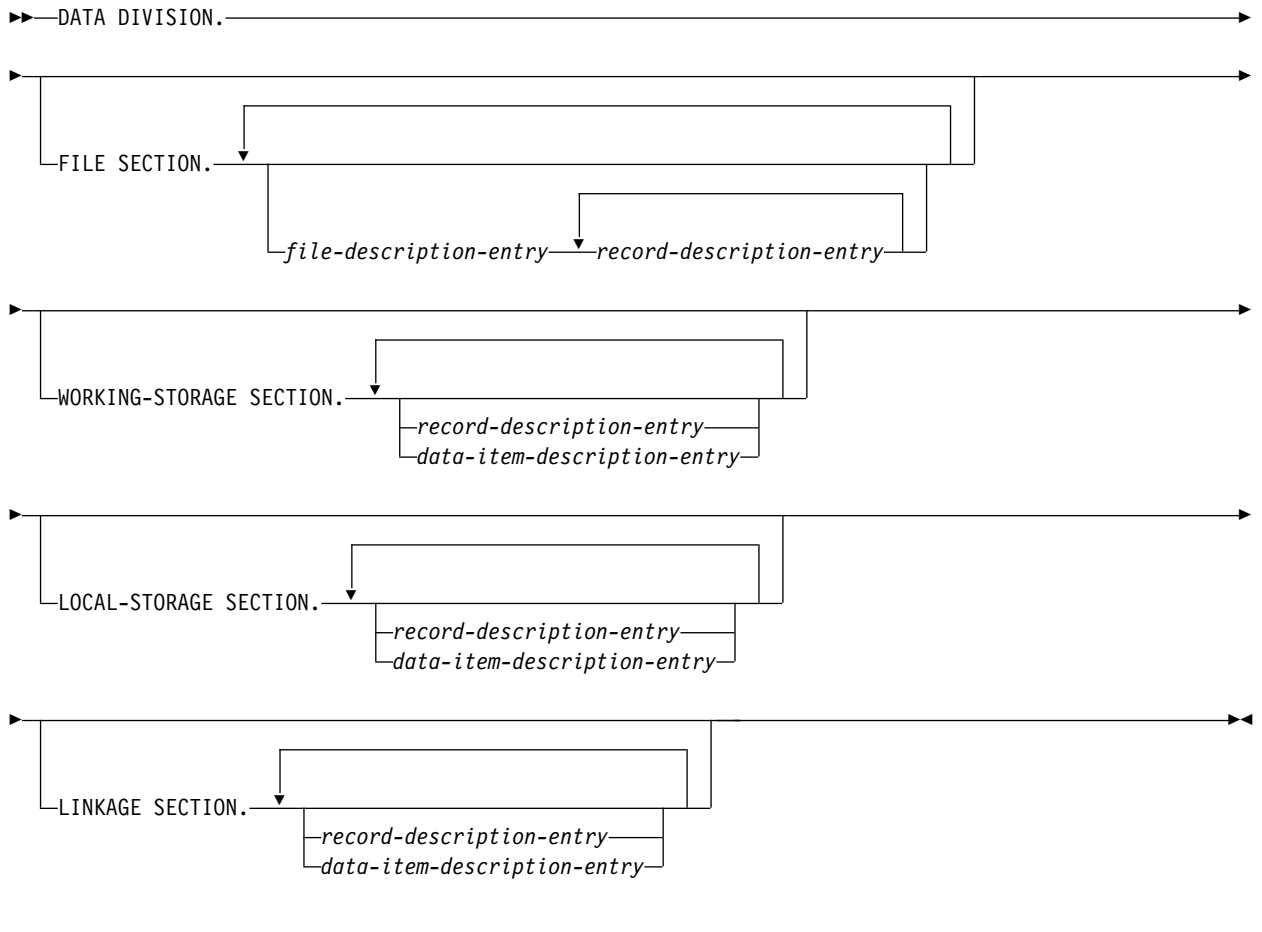 DATA DIVISION.
FILE SECTION.
file-description-entry record-description-entry
WORKING-STORAGE SECTION.
record-description-entry
data-item-description-entry
LOCAL-STORAGE SECTION.
record-description-entry
data-item-description-entry
LINKAGE SECTION.
record-description-entry
data-item-description-entry